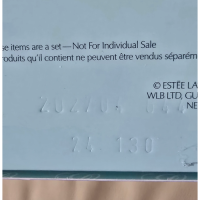 se items are a set—Not For Individual Sale
roduits qu'il contient ne peuvent être vendus séparém
© ESTÉE LA
WLB LTD, GU
NE
24 130